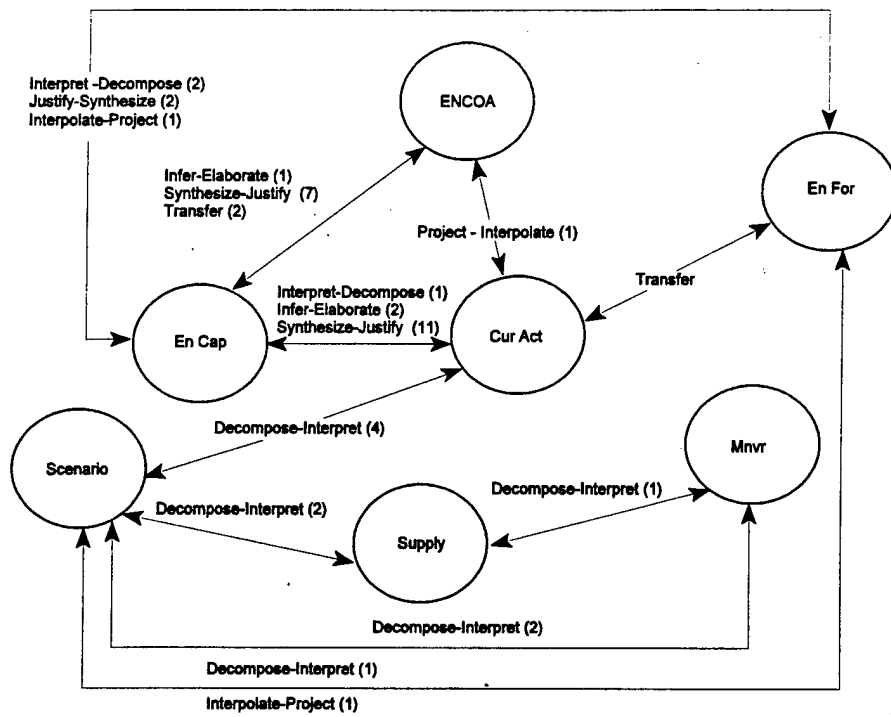 Interpret -Decompose (2)
Justify-Synthesize (2)
Interpolate-Project (1)
ENCOA
En For
Infer-Elaborate (1)
Synthesize-Justify (7)
Transfer (2)
Project - Interpolate (1)
Transfer
Interpret-Decompose (1)
Infer-Elaborate (2)
Synthesize-Justify (11)
En Cap
Cur Act
Decompose-Interpret (4)
Mnvr
Scenario
Decompose-Interpret (1)
Decompose-Interpret (2)
Supply
Decompose-Interpret (2)
Decompose-Interpret (1)
Interpolate-Project (1)